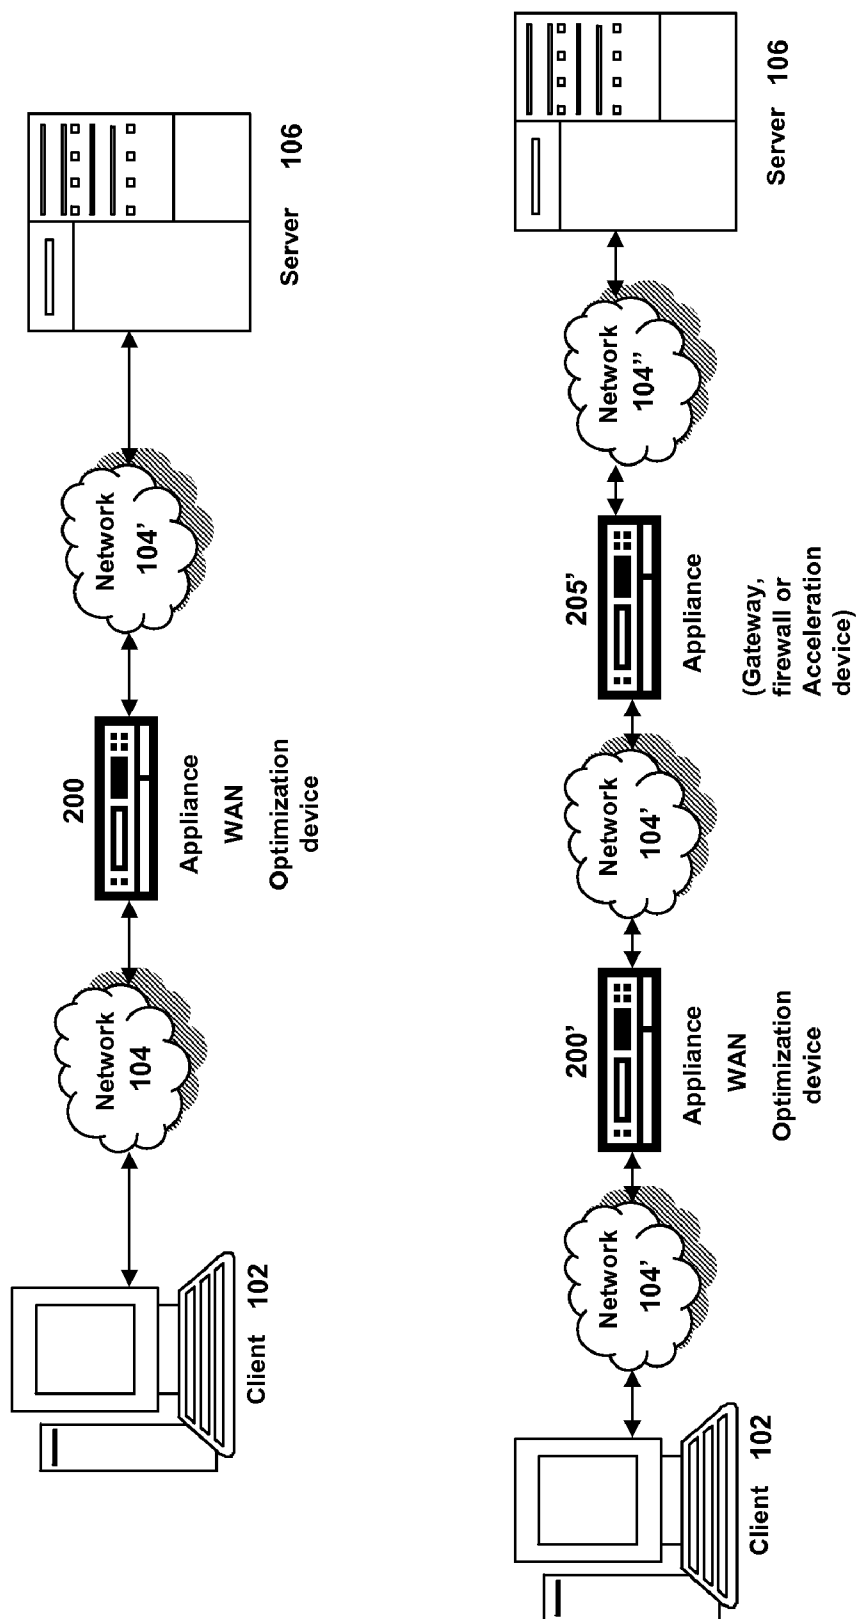 Client 102
Network
104
200
Appliance
WAN
Optimization
device
Network
104'
Server 106
Client 102
Network
104'
200'
Appliance
WAN
Optimization
device
Network
104'
205'
Appliance
(Gateway,
firewall or
Acceleration
device)
Network
104"
Server 106